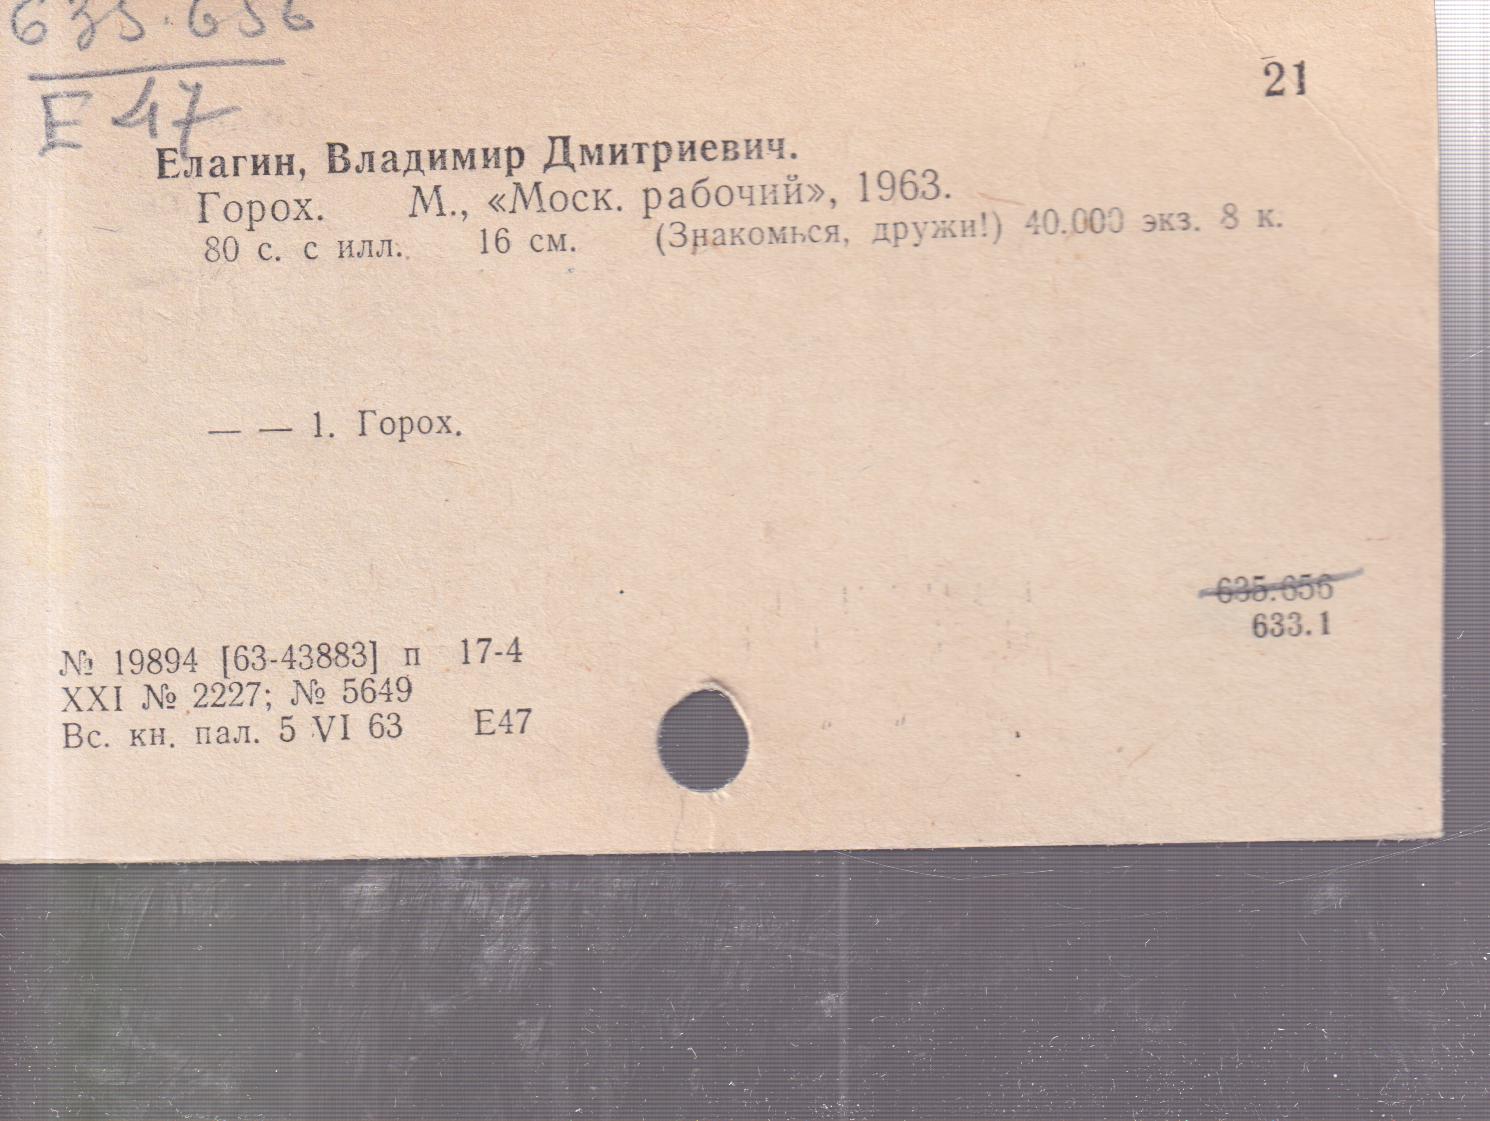 635.656
Е 47
21
Елагин, Владимир Дмитриевич.
Горох. М., «Моск. рабочий», 1963.
80 с. с илл. 16 см. (Знакомься, дружи!) 40.000 экз. 8 к.
— — 1. Горох.
635.656
633.1
№ 19894 [63-43883] п 17-4
XXI № 2227; № 5649
Вс. кн. пал. 5 VI 63 Е47